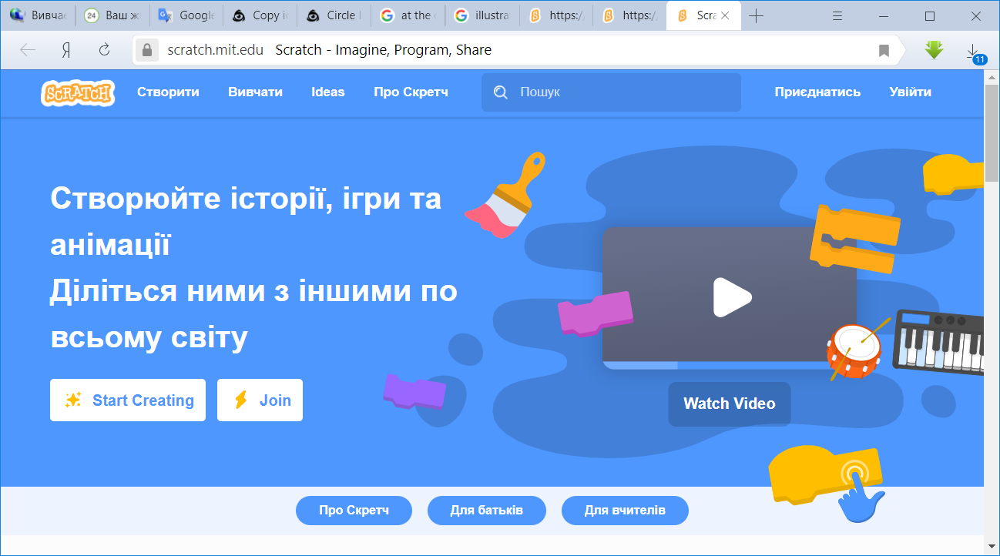 Вивчає
24 Ваш ж
Google
Copy i
Circle
at the
illustra
https:/
https:/
Scra
Я
scratch.mit.edu Scratch - Imagine, Program, Share
11
SCRATCH
Створити
Вивчати
Ideas
Про Скретч
Пошук
Приєднатись
Увійти
Створюйте історії, ігри та
анімації
Діліться ними з іншими по
всьому світу
Start Creating
Join
Watch Video
Про Скретч
Для батьків
Для вчителів